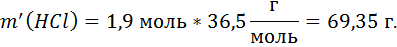 m′(HCl) = 1,9 моль * 36,5 г/моль = 69,35 г.